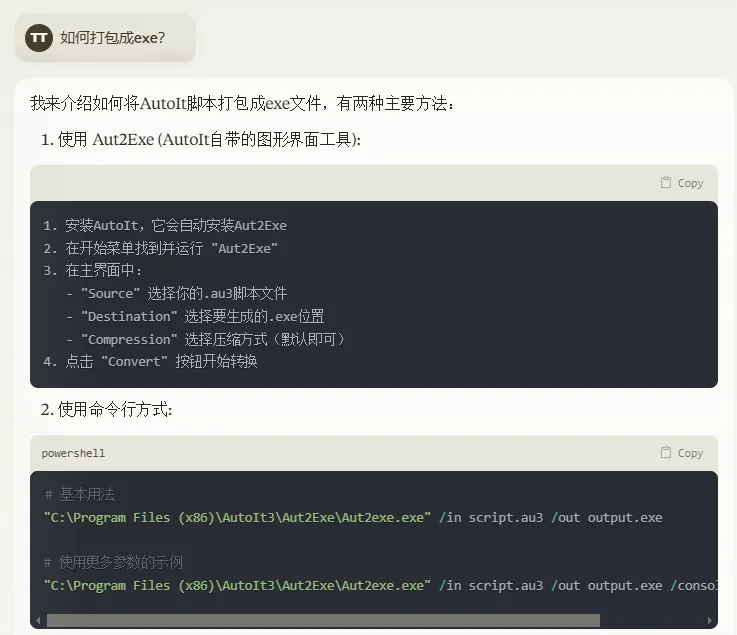 TT 如何打包成exe?
我来介绍如何将AutoIt脚本打包成exe文件，有两种主要方法：
1. 使用 Aut2Exe (AutoIt自带的图形界面工具):
Copy
1. 安装AutoIt，它会自动安装Aut2Exe
2. 在开始菜单找到并运行 "Aut2Exe"
3. 在主界面中：
- "Source" 选择你的.au3脚本文件
- "Destination" 选择要生成的.exe位置
- "Compression" 选择压缩方式（默认即可）
4. 点击 "Convert" 按钮开始转换
2. 使用命令行方式:
powershell Copy
# 基本用法
"C:\Program Files (x86)\AutoIt3\Aut2Exe\Aut2exe.exe" /in script.au3 /out output.exe
# 使用更多参数的示例
"C:\Program Files (x86)\AutoIt3\Aut2Exe\Aut2exe.exe" /in script.au3 /out output.exe /consol